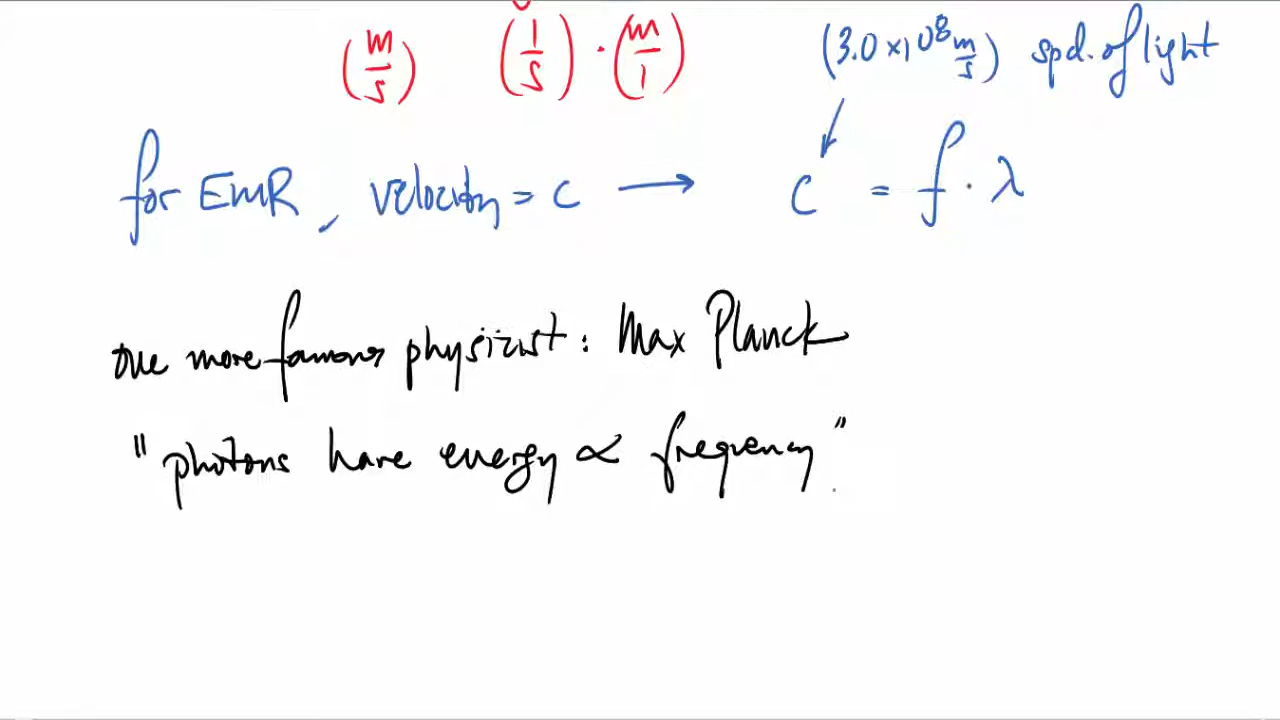 (m/s) (1/s) · (m/1) (3.0 × 10⁸ m/s) spd. of light
for EMR, velocity = c → c = f · λ
one more famous physicist : Max Planck
"photons have energy ∝ frequency"